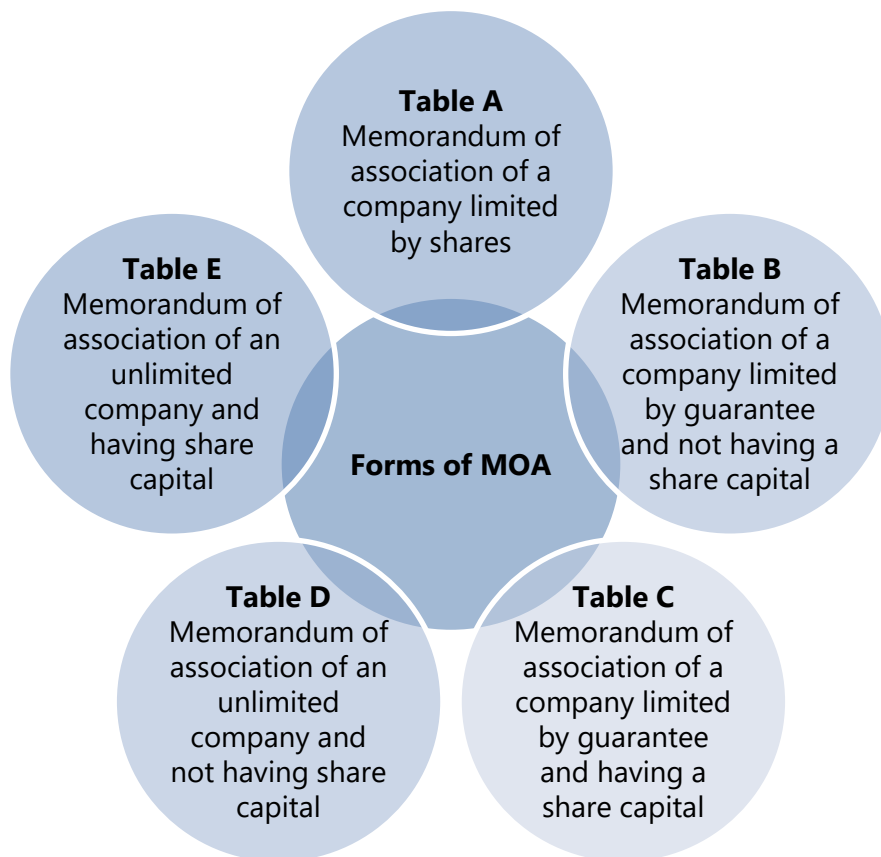 Table A
Memorandum of
association of a
company limited
by shares
Table B
Memorandum of
association of a
company limited
by guarantee
and not having a
share capital
Table C
Memorandum of
association of a
company limited
by guarantee
and having a
share capital
Table D
Memorandum of
association of an
unlimited
company and
not having share
capital
Table E
Memorandum of
association of an
unlimited
company and
having share
capital
Forms of MOA